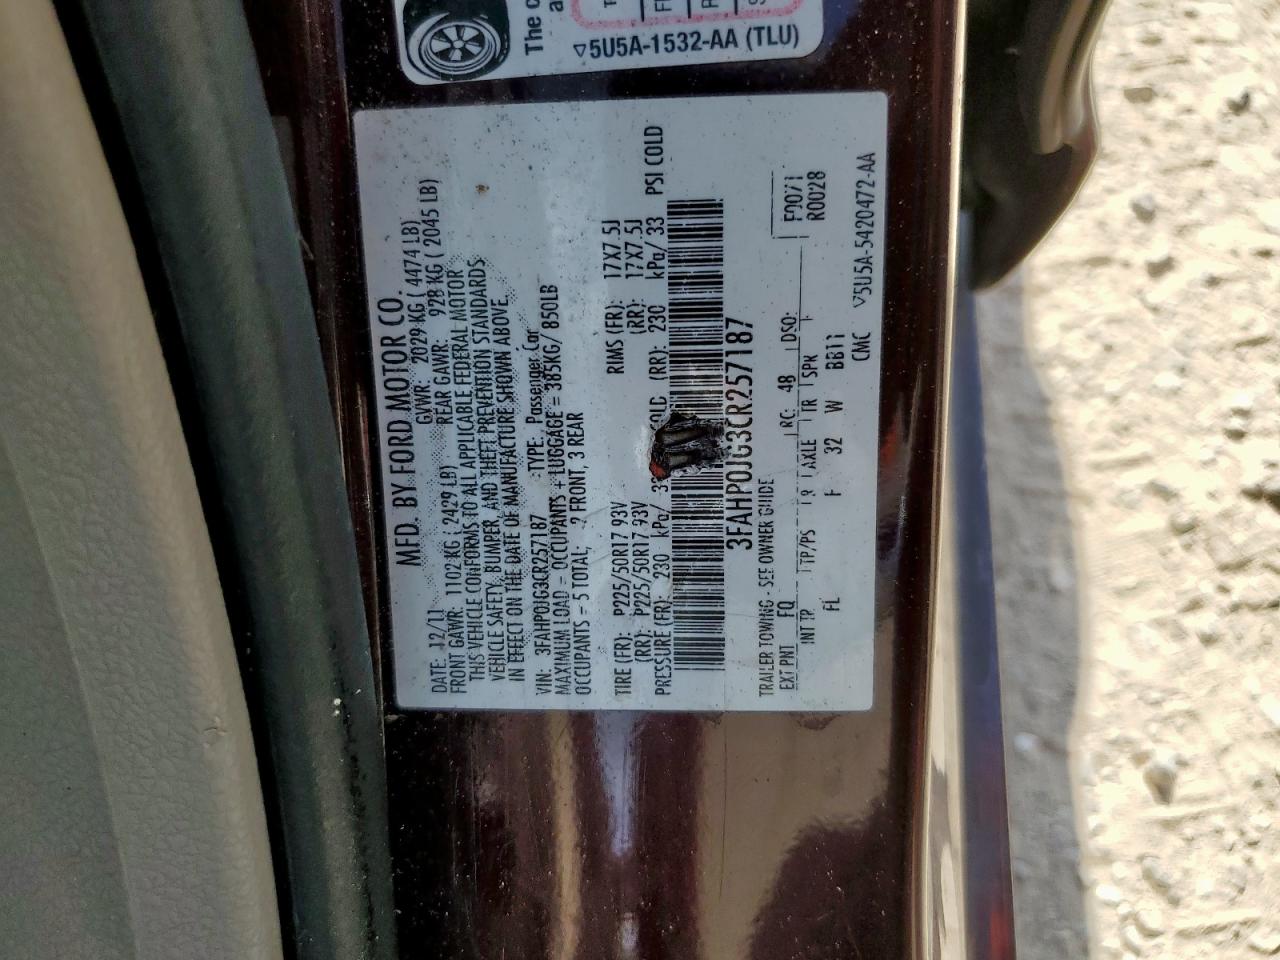 The c
a
5U5A-1532-AA (TLU)
MFD. BY FORD MOTOR CO.
DATE: 12/11 GVWR: 2029 KG ( 4474 LB)
FRONT GAWR: 1102 KG ( 2429 LB) REAR GAWR: 928 KG ( 2045 LB)
THIS VEHICLE CONFORMS TO ALL APPLICABLE FEDERAL MOTOR
VEHICLE SAFETY, BUMPER, AND THEFT PREVENTION STANDARDS
IN EFFECT ON THE DATE OF MANUFACTURE SHOWN ABOVE.
VIN: 3FAHP0JG3CR257187 TYPE: Passenger Car
MAXIMUM LOAD = OCCUPANTS + LUGGAGE = 385KG/ 850LB
OCCUPANTS = 5 TOTAL; 2 FRONT, 3 REAR
TIRE (FR): P225/50R17 93V RIMS (FR): 17X7.5J
(RR): P225/50R17 93V (RR): 17X7.5J
PRESSURE (FR): 230 kPa/ COLD (RR): 230 kPa/ 33 PSI COLD
3FAHP0JG3CR257187
TRAILER TOWING - SEE OWNER GUIDE
EXT PNT FQ RC: 48 DSO: F0071
R0028
INT TR TP/PS R AXLE TR SPR
FL F 32 W BB11
CMC 5U5A-5420472-AA